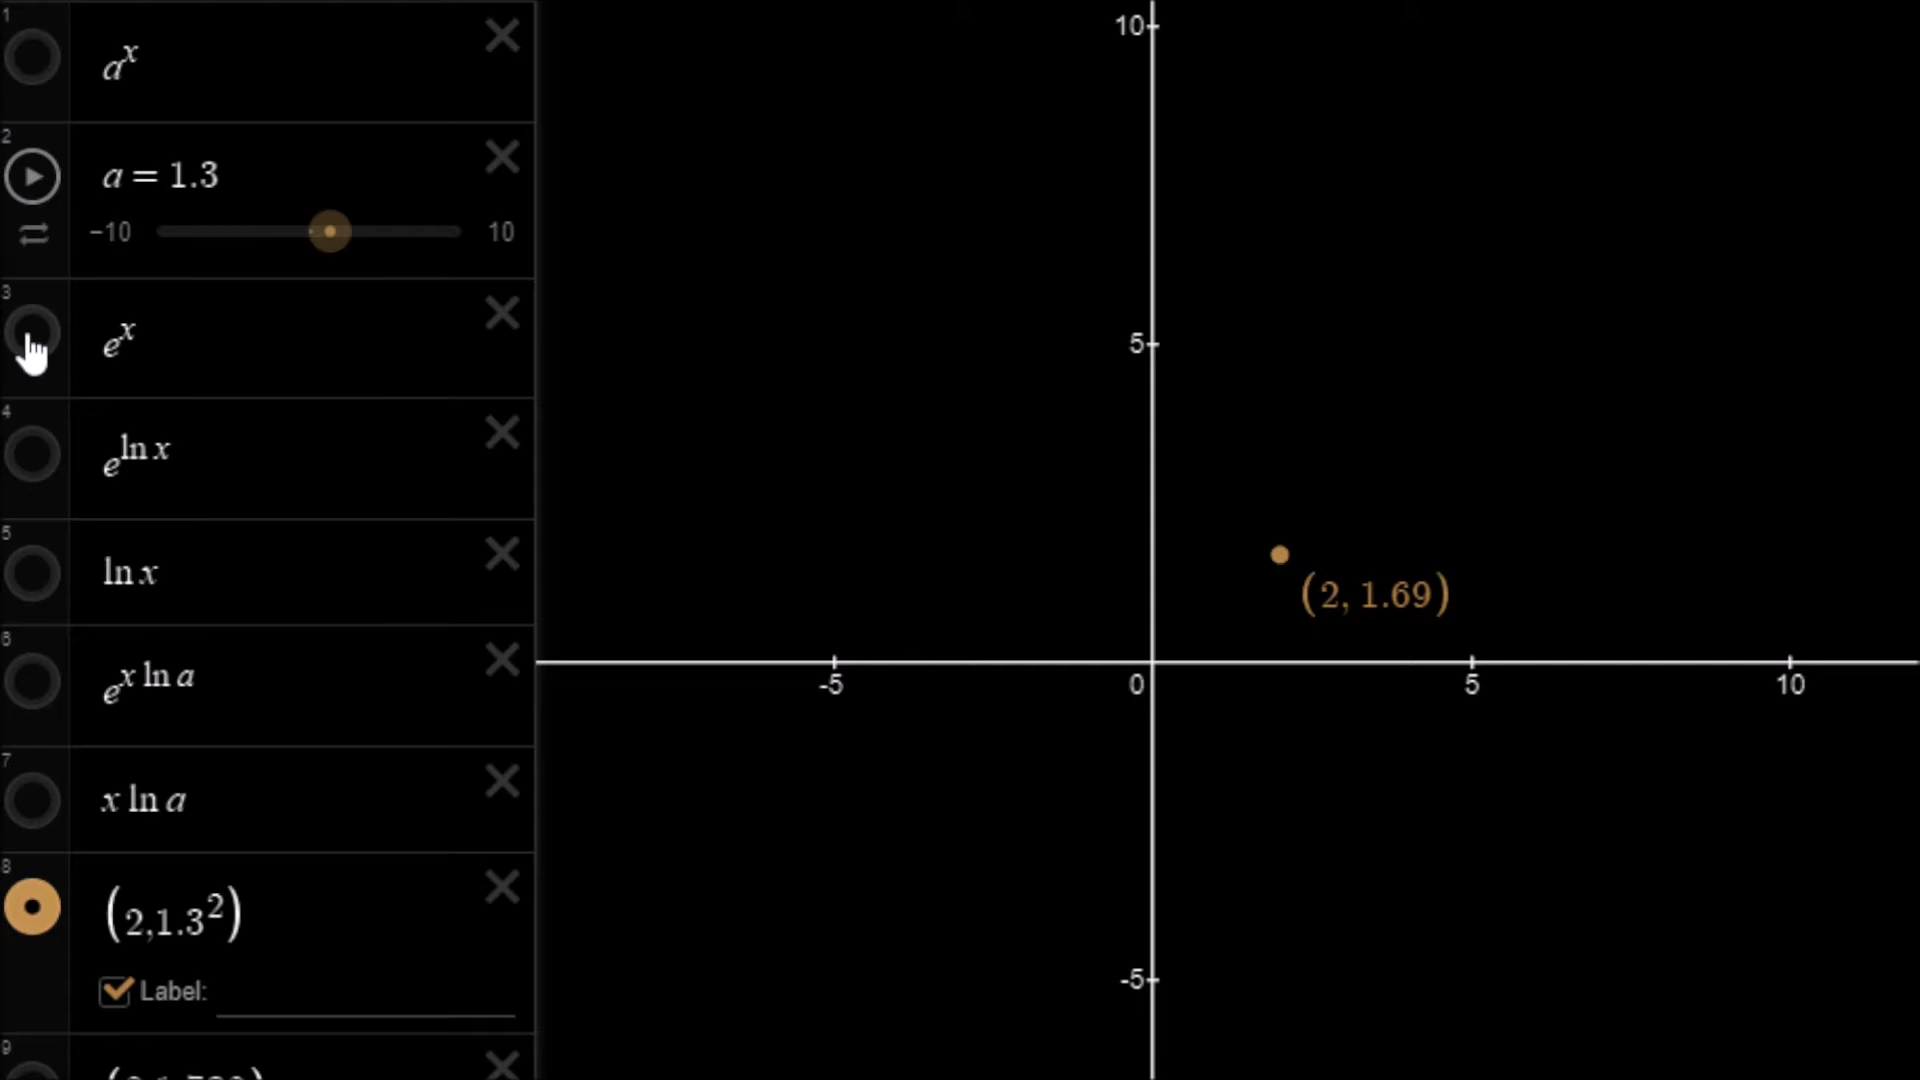 1
a^x
2
a = 1.3
−10 10
3
e^x
4
e^{ln x}
5
ln x
6
e^{x ln a}
7
x ln a
8
(2,1.3^2)
Label:
9
10
5
-5 0 5 10
-5
(2, 1.69)